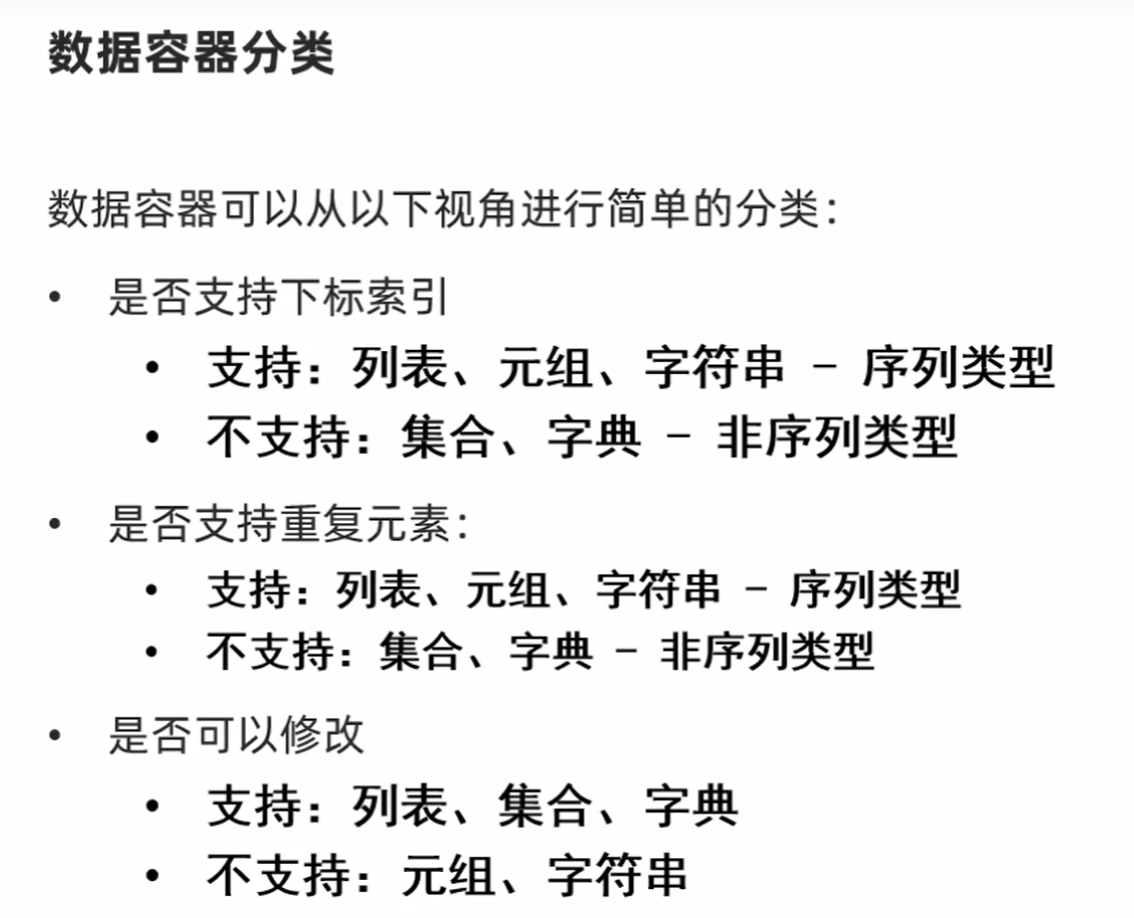 数据容器分类
数据容器可以从以下视角进行简单的分类：
• 是否支持下标索引
• 支持：列表、元组、字符串 - 序列类型
• 不支持：集合、字典 - 非序列类型
• 是否支持重复元素：
• 支持：列表、元组、字符串 - 序列类型
• 不支持：集合、字典 - 非序列类型
• 是否可以修改
• 支持：列表、集合、字典
• 不支持：元组、字符串